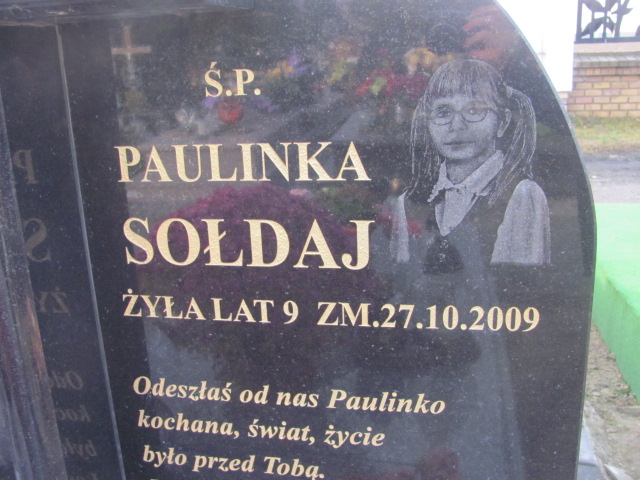 Ś.P.
PAULINKA
SOŁDAJ
ŻYŁA LAT 9 ZM.27.10.2009
Odeszłaś od nas Paulinko
kochana, świat, życie
było przed Tobą.